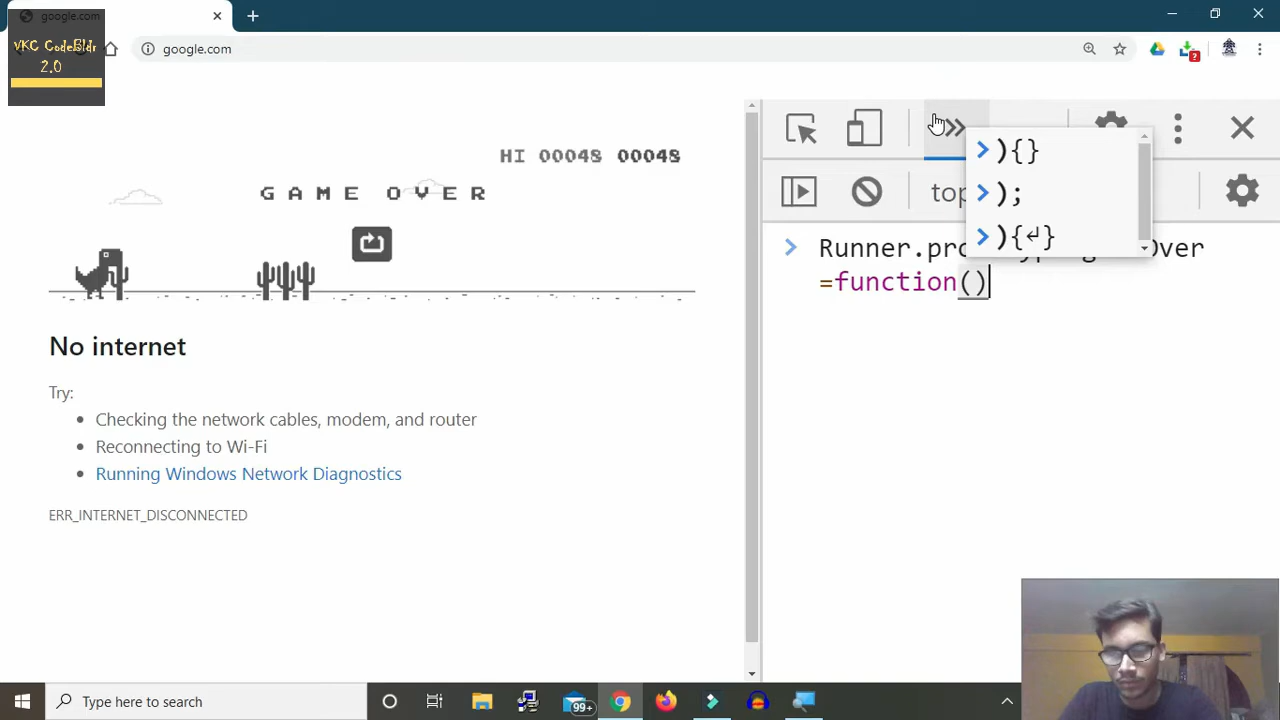 google.com
VKC CodeBldr
2.0
google.com
HI 00048 00048
GAME OVER
No internet
Try:
Checking the network cables, modem, and router
Reconnecting to Wi-Fi
Running Windows Network Diagnostics
ERR_INTERNET_DISCONNECTED
top
){}
);
){↵}
Runner.pro
=function()
Type here to search
99+
?